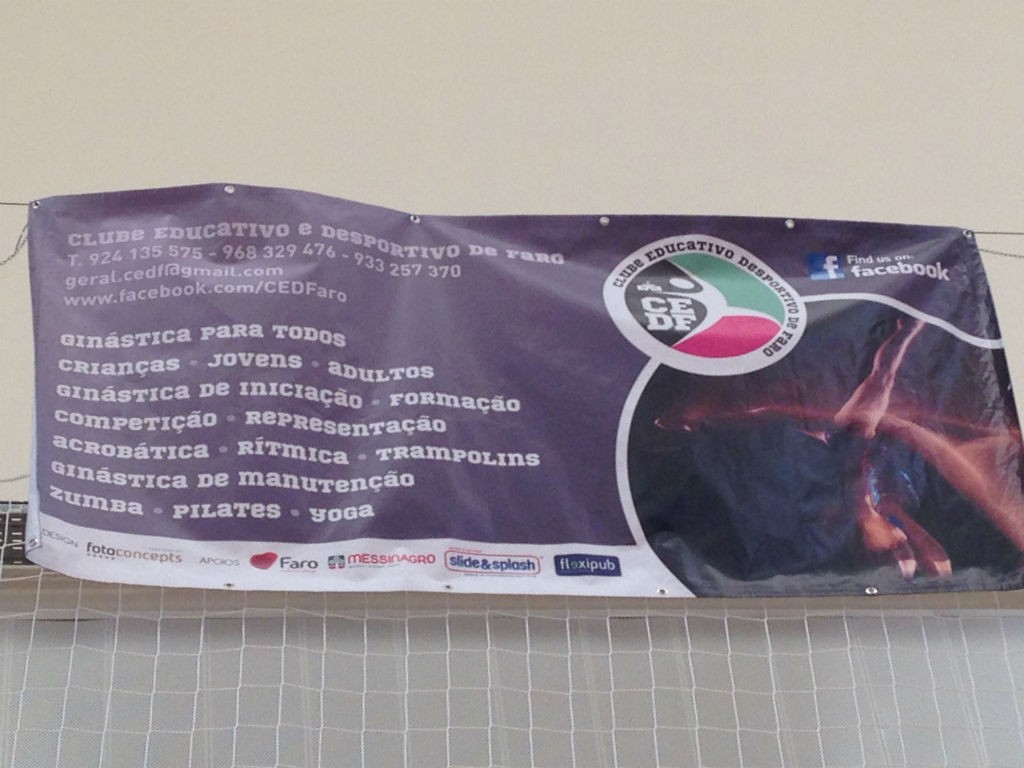 CLUBE EDUCATIVO E DESPORTIVO DE FARO
T. 924 135 575 - 968 329 476 - 933 257 370
geral.cedf@gmail.com
www.facebook.com/CEDFaro
GINÁSTICA PARA TODOS
CRIANÇAS • JOVENS • ADULTOS
GINÁSTICA DE INICIAÇÃO • FORMAÇÃO
COMPETIÇÃO • REPRESENTAÇÃO
ACROBÁTICA • RÍTMICA • TRAMPOLINS
GINÁSTICA DE MANUTENÇÃO
ZUMBA • PILATES • YOGA
CLUBE EDUCATIVO DESPORTIVO DE FARO
CE
DF
f Find us on:
facebook
DESIGN fotoconcepts APOIOS Faro MESSINAGRO slide&splash flexipub